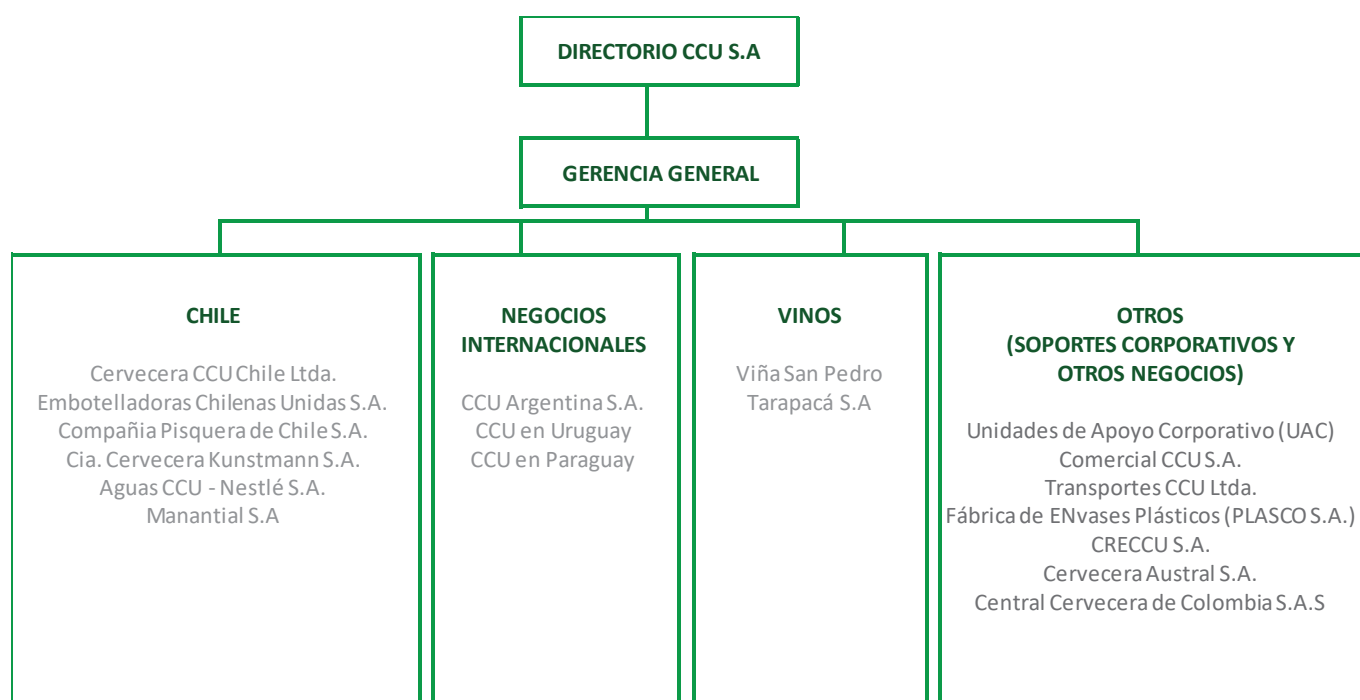 DIRECTORIO CCU S.A
GERENCIA GENERAL
CHILE
Cervecera CCU Chile Ltda.
Embotelladoras Chilenas Unidas S.A.
Compañia Pisquera de Chile S.A.
Cia. Cervecera Kunstmann S.A.
Aguas CCU - Nestlé S.A.
Manantial S.A
NEGOCIOS
INTERNACIONALES
CCU Argentina S.A.
CCU en Uruguay
CCU en Paraguay
VINOS
Viña San Pedro
Tarapacá S.A
OTROS
(SOPORTES CORPORATIVOS Y
OTROS NEGOCIOS)
Unidades de Apoyo Corporativo (UAC)
Comercial CCU S.A.
Transportes CCU Ltda.
Fábrica de ENvases Plásticos (PLASCO S.A.)
CRECCU S.A.
Cervecera Austral S.A.
Central Cervecera de Colombia S.A.S